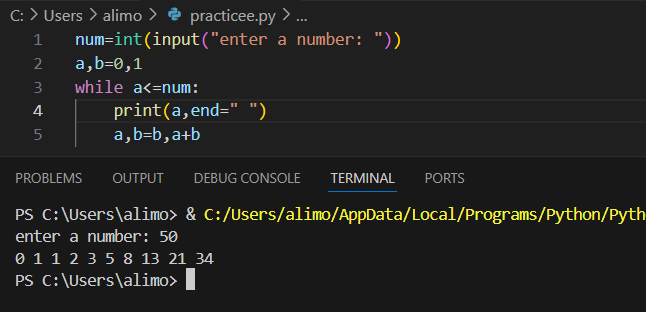 C: > Users > alimo > practicee.py > ...
1 num=int(input("enter a number: "))
2 a,b=0,1
3 while a<=num:
4     print(a,end=" ")
5     a,b=b,a+b
PROBLEMS OUTPUT DEBUG CONSOLE TERMINAL PORTS
PS C:\Users\alimo> & C:/Users/alimo/AppData/Local/Programs/Python/Pyth
enter a number: 50
0 1 1 2 3 5 8 13 21 34
PS C:\Users\alimo>